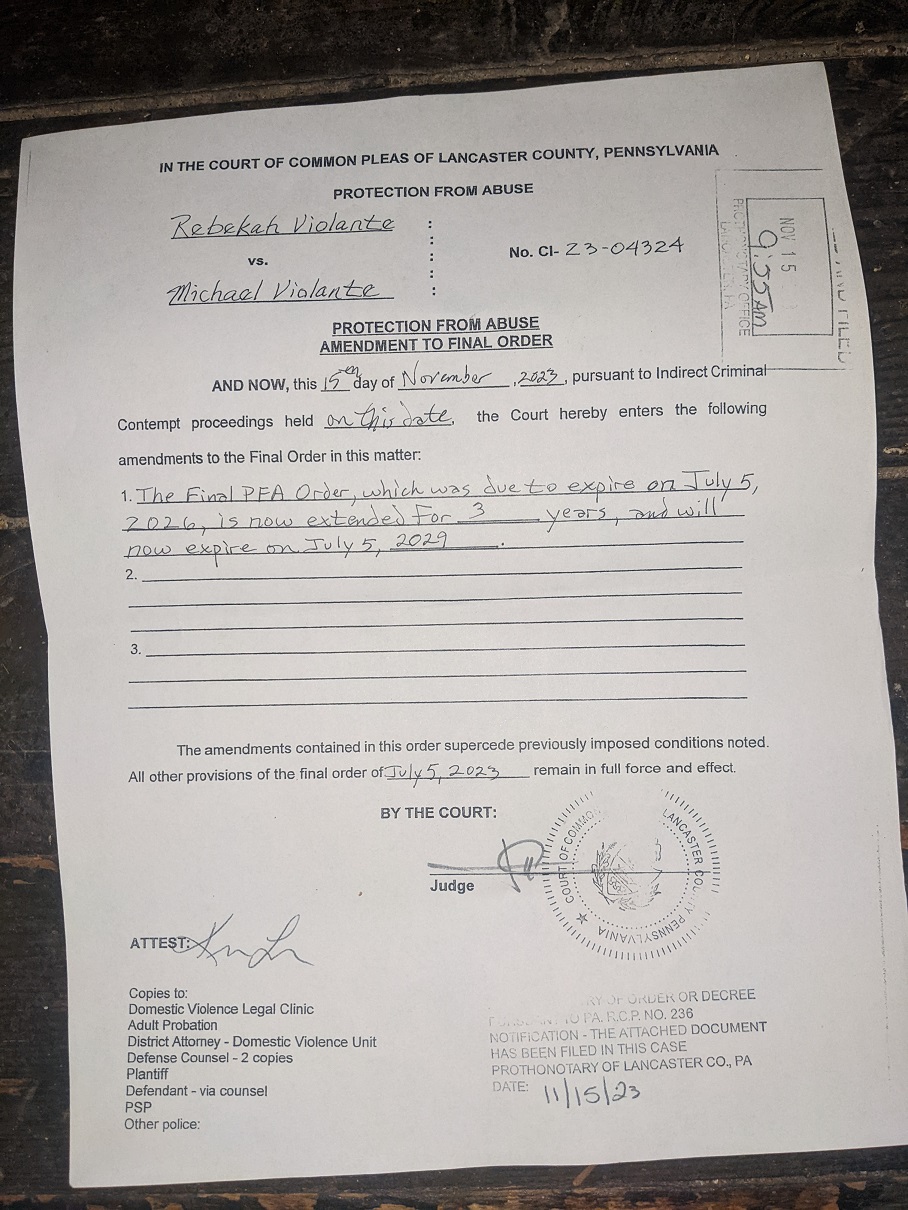 IN THE COURT OF COMMON PLEAS OF LANCASTER COUNTY, PENNSYLVANIA
PROTECTION FROM ABUSE
Rebekah Violante :
:
vs. : No. CI- 23-04324
:
Michael Violante :
NOV 15
9:55 AM
PROTHONOTARY OFFICE
FILED
PROTECTION FROM ABUSE
AMENDMENT TO FINAL ORDER
AND NOW, this 15th day of November, 2023, pursuant to Indirect Criminal
Contempt proceedings held on this date, the Court hereby enters the following
amendments to the Final Order in this matter:
1. The Final PFA Order, which was due to expire on July 5,
2026, is now extended for 3 years, and will
now expire on July 5, 2029.
2.
3.
The amendments contained in this order supercede previously imposed conditions noted.
All other provisions of the final order of July 5, 2023 remain in full force and effect.
BY THE COURT:
Judge
COURT OF COMMO
LANCASTER COUNTY PENNSYLVANIA
ATTEST:
Copies to:
Domestic Violence Legal Clinic
Adult Probation
District Attorney - Domestic Violence Unit
Defense Counsel - 2 copies
Plaintiff
Defendant - via counsel
PSP
Other police:
OF ORDER OR DECREE
TO PA. R.C.P. NO. 236
NOTIFICATION - THE ATTACHED DOCUMENT
HAS BEEN FILED IN THIS CASE
PROTHONOTARY OF LANCASTER CO., PA
DATE: 11/15/23